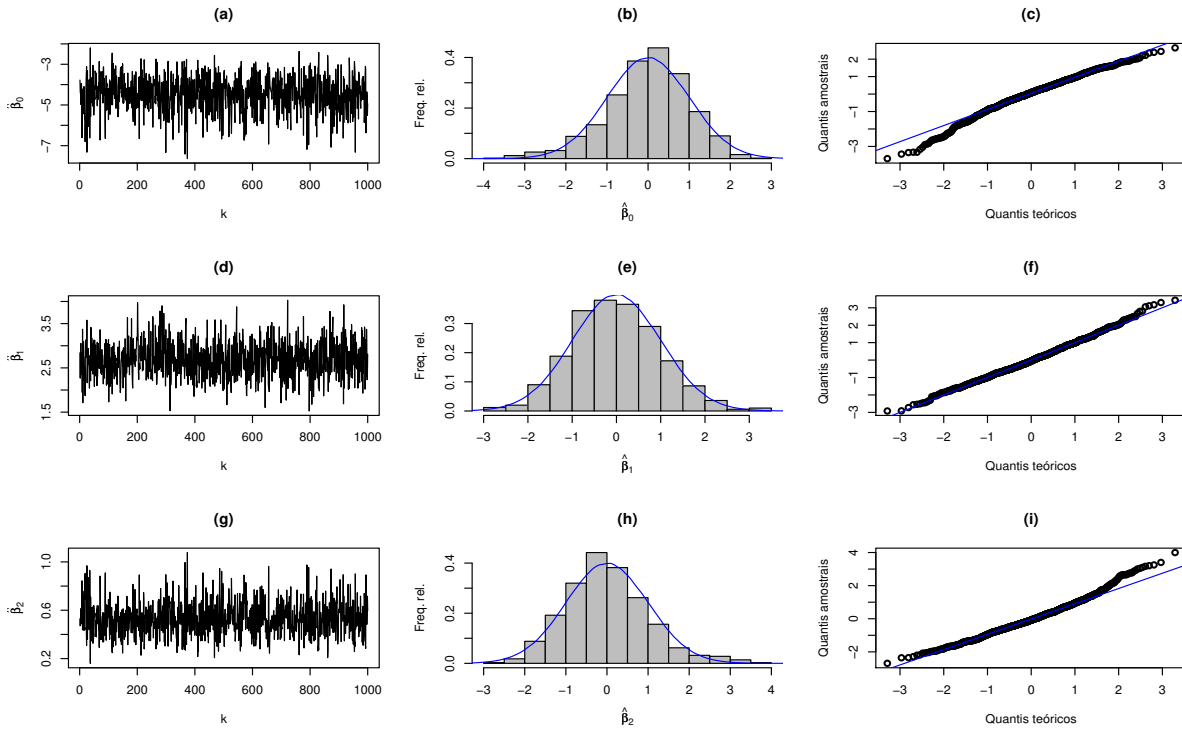 (a)
β̈0
−7 −5 −3
0 200 400 600 800 1000
k
(b)
Freq. rel.
0.0 0.2 0.4
−4 −3 −2 −1 0 1 2 3
β̂0
(c)
Quantis amostrais
−3 −1 1 2
−3 −2 −1 0 1 2 3
Quantis teóricos
(d)
β̈1
1.5 2.5 3.5
0 200 400 600 800 1000
k
(e)
Freq. rel.
0.0 0.1 0.2 0.3
−3 −2 −1 0 1 2 3
β̂1
(f)
Quantis amostrais
−3 −1 1 2 3
−3 −2 −1 0 1 2 3
Quantis teóricos
(g)
β̈2
0.2 0.6 1.0
0 200 400 600 800 1000
k
(h)
Freq. rel.
0.0 0.2 0.4
−3 −2 −1 0 1 2 3 4
β̂2
(i)
Quantis amostrais
−2 0 2 4
−3 −2 −1 0 1 2 3
Quantis teóricos